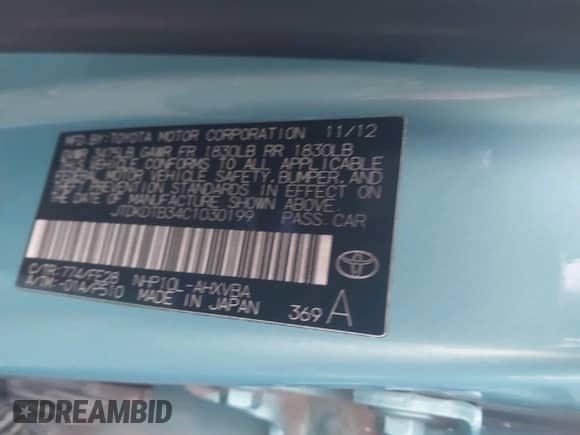 MFD.BY:TOYOTA MOTOR CORPORATION 11/12
GVWR LB GAWR FR 1830LB RR 1830LB
THIS VEHICLE CONFORMS TO ALL APPLICABLE
FEDERAL MOTOR VEHICLE SAFETY, BUMPER, AND
THEFT PREVENTION STANDARDS IN EFFECT ON
THE DATE OF MANUFACTURE SHOWN ABOVE.
JTDKDTB34C1030199 PASS.CAR
C/TR:774/FE28 NHP10L-AHXVBA
A/TM:-01A/P510 MADE IN JAPAN 369 A
DREAMBID